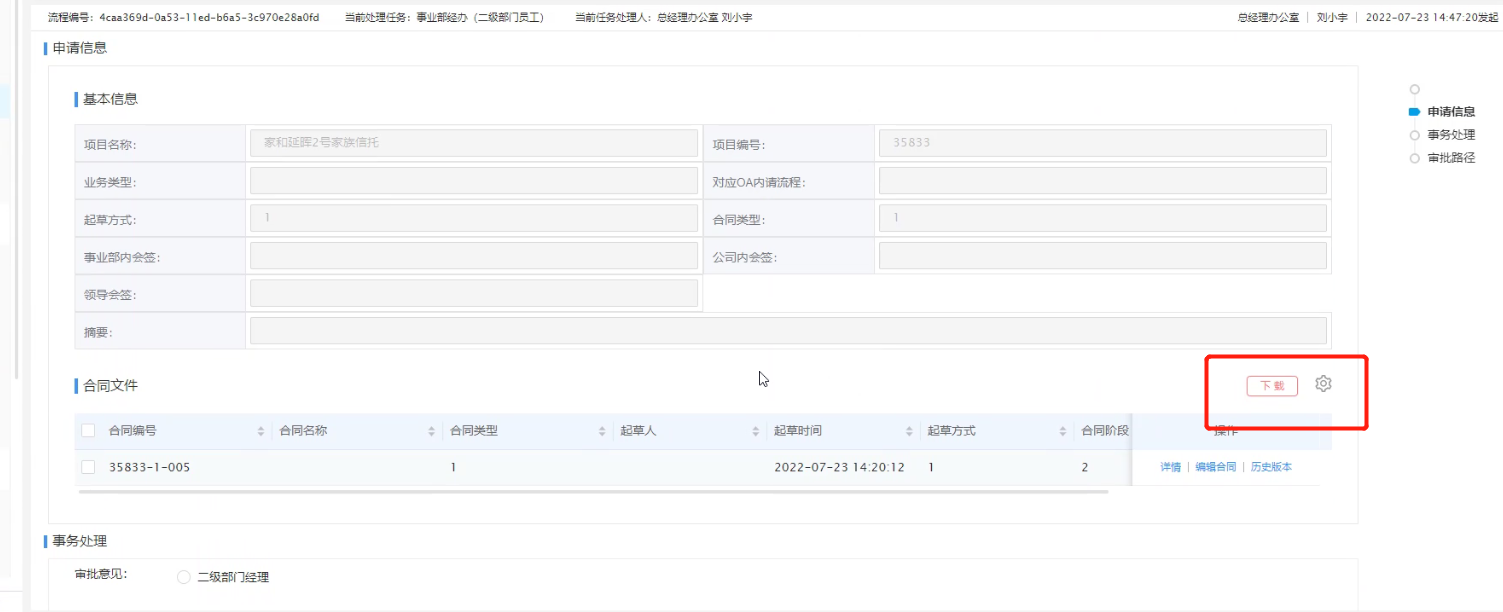 流程编号：4caa369d-0a53-11ed-b6a5-3c970e28a0fd 当前处理任务：事业部经办（二级部门员工） 当前任务处理人：总经理办公室 刘小宇 总经理办公室 | 刘小宇 | 2022-07-23 14:47:20发起
申请信息
基本信息
申请信息
事务处理
审批路径
项目名称: 家和延晖2号家族信托 项目编号: 35833
业务类型: 对应OA内请流程:
起草方式: 1 合同类型: 1
事业部内会签: 公司内会签:
领导会签:
摘要:
合同文件 下载
合同编号 合同名称 合同类型 起草人 起草时间 起草方式 合同阶段 操作
35833-1-005 1 2022-07-23 14:20:12 1 2 详情 | 编辑合同 | 历史版本
事务处理
审批意见: 二级部门经理